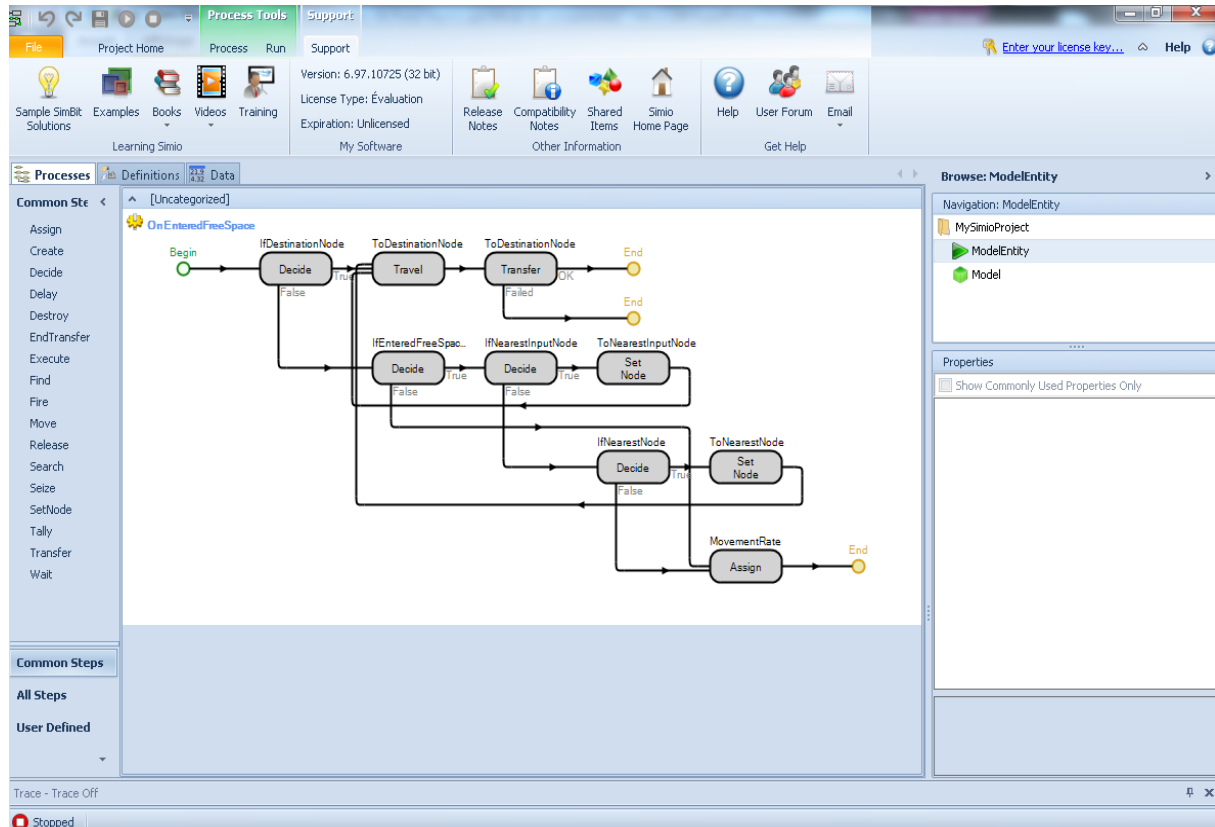 Process Tools Support
File Project Home Process Run Support Enter your license key... Help
Sample SimBit Solutions
Examples
Books
Videos
Training
Learning Simio
Version: 6.97.10725 (32 bit)
License Type: Évaluation
Expiration: Unlicensed
My Software
Release Notes
Compatibility Notes
Shared Items
Simio Home Page
Other Information
Help
User Forum
Email
Get Help
Processes Definitions Data
Common Ste
Assign
Create
Decide
Delay
Destroy
EndTransfer
Execute
Find
Fire
Move
Release
Search
Seize
SetNode
Tally
Transfer
Wait
Common Steps
All Steps
User Defined
[Uncategorized]
OnEnteredFreeSpace
Begin
IfDestinationNode
Decide
True
False
ToDestinationNode
Travel
ToDestinationNode
Transfer
OK
Failed
End
End
IfEnteredFreeSpac..
Decide
True
False
IfNearestInputNode
Decide
True
False
ToNearestInputNode
Set
Node
IfNearestNode
Decide
True
False
ToNearestNode
Set
Node
MovementRate
Assign
End
Browse: ModelEntity
Navigation: ModelEntity
MySimioProject
ModelEntity
Model
Properties
Show Commonly Used Properties Only
Trace - Trace Off
Stopped